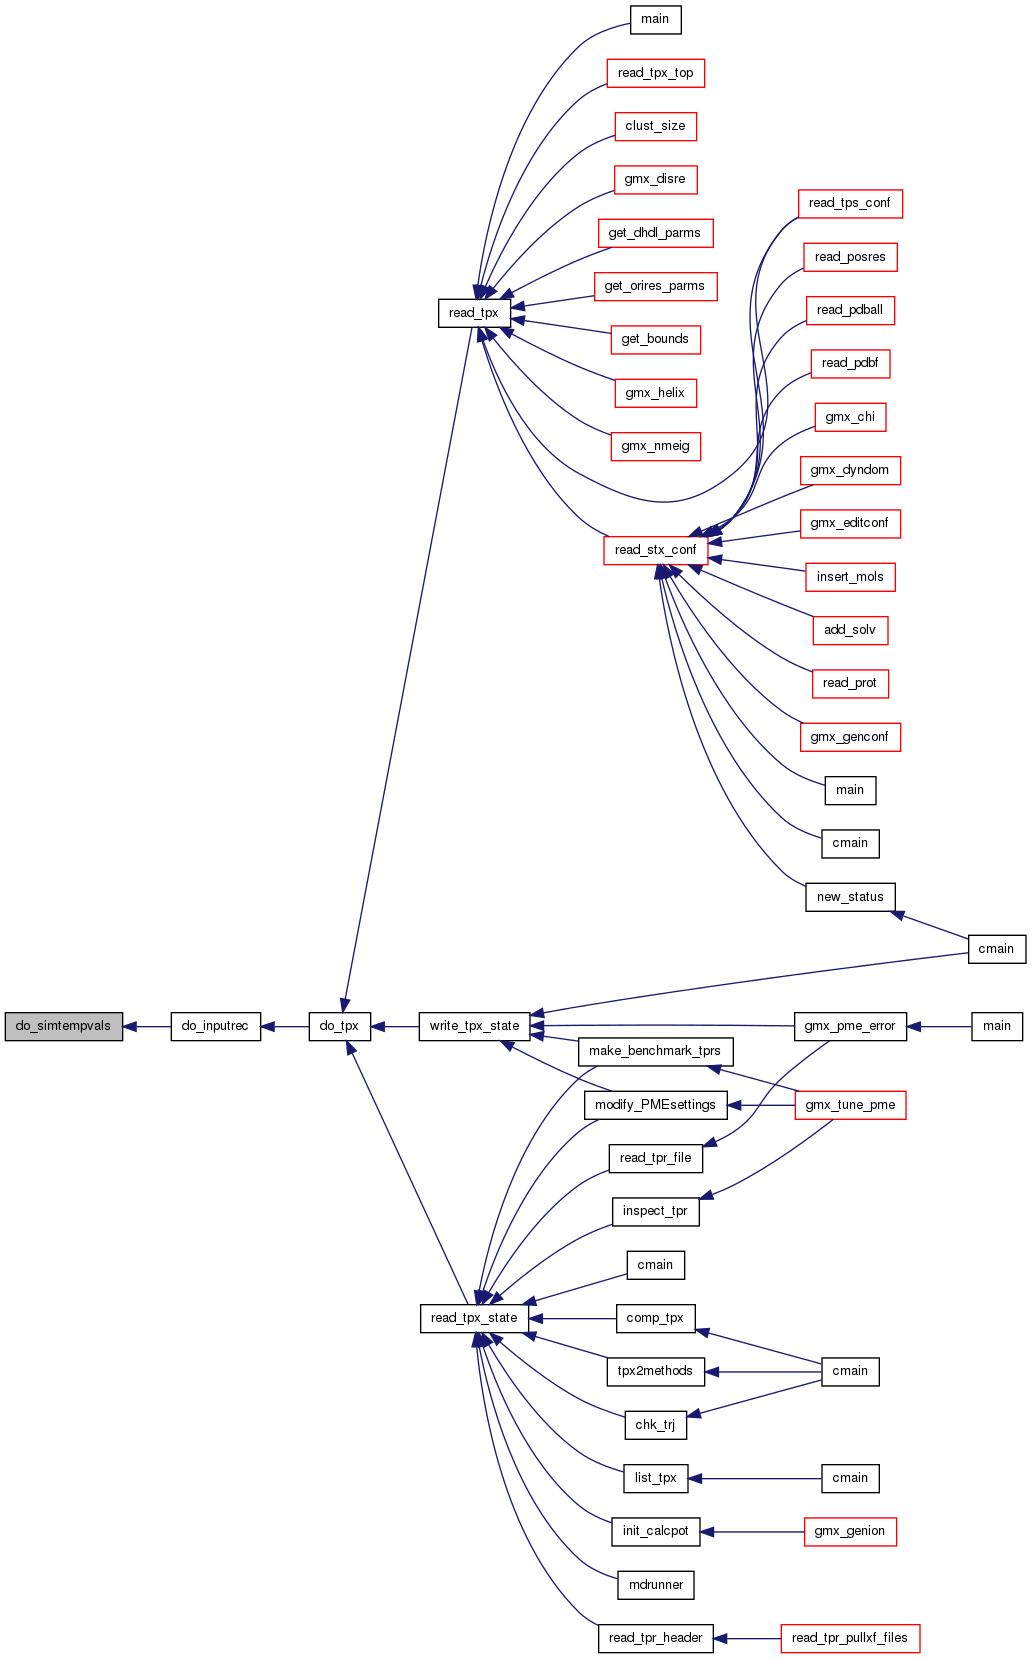 main
read_tpx_top
clust_size
gmx_disre
read_tps_conf
get_dhdl_parms
read_posres
get_orires_parms
read_tpx
read_pdball
get_bounds
read_pdbf
gmx_helix
gmx_chi
gmx_nmeig
gmx_dyndom
gmx_editconf
read_stx_conf
insert_mols
add_solv
read_prot
gmx_genconf
main
cmain
new_status
cmain
do_simtempvals
do_inputrec
do_tpx
write_tpx_state
gmx_pme_error
main
make_benchmark_tprs
modify_PMEsettings
gmx_tune_pme
read_tpr_file
inspect_tpr
cmain
read_tpx_state
comp_tpx
tpx2methods
cmain
chk_trj
list_tpx
cmain
init_calcpot
gmx_genion
mdrunner
read_tpr_header
read_tpr_pullxf_files